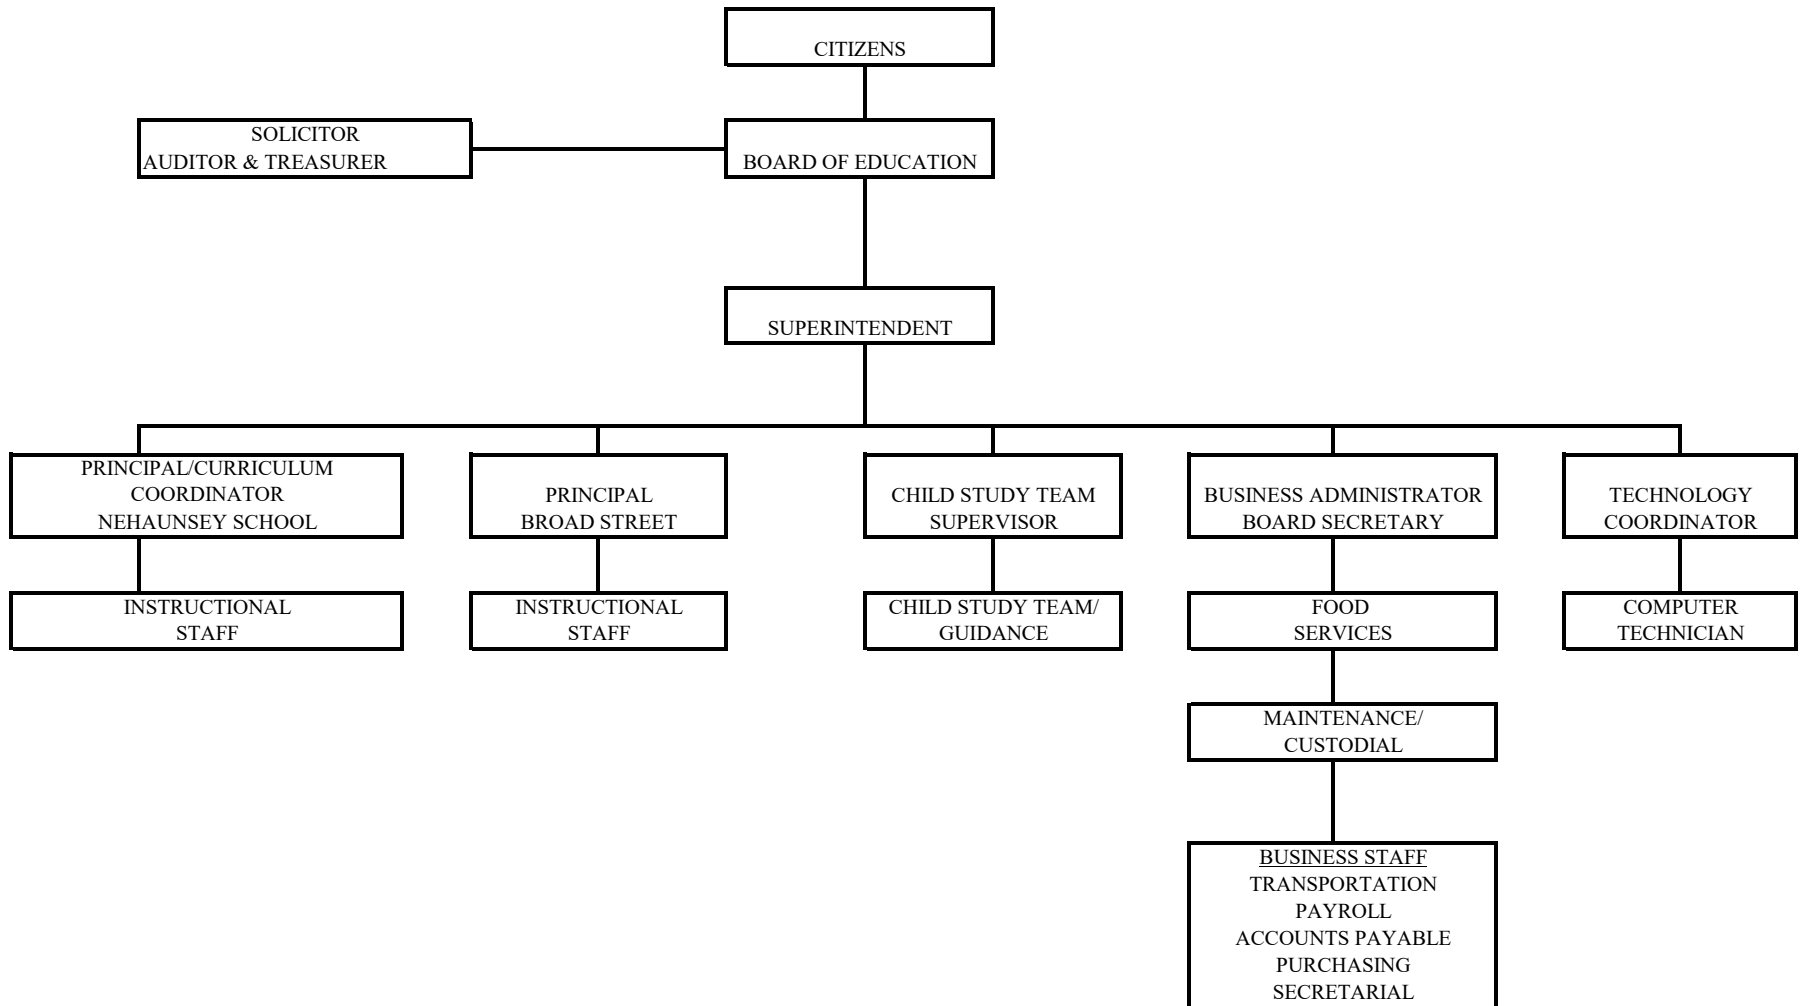 CITIZENS
SOLICITOR
AUDITOR & TREASURER
BOARD OF EDUCATION
SUPERINTENDENT
PRINCIPAL/CURRICULUM
COORDINATOR
NEHAUNSEY SCHOOL
PRINCIPAL
BROAD STREET
CHILD STUDY TEAM
SUPERVISOR
BUSINESS ADMINISTRATOR
BOARD SECRETARY
TECHNOLOGY
COORDINATOR
INSTRUCTIONAL
STAFF
INSTRUCTIONAL
STAFF
CHILD STUDY TEAM/
GUIDANCE
FOOD
SERVICES
COMPUTER
TECHNICIAN
MAINTENANCE/
CUSTODIAL
BUSINESS STAFF
TRANSPORTATION
PAYROLL
ACCOUNTS PAYABLE
PURCHASING
SECRETARIAL